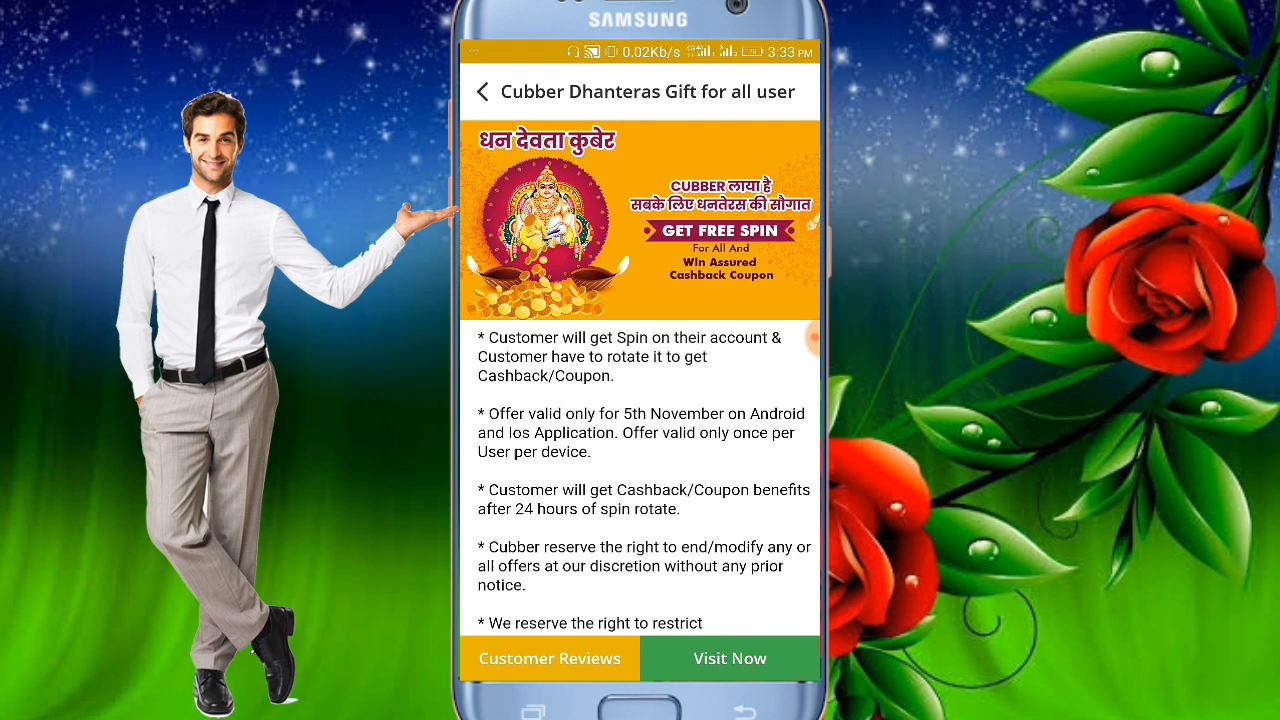 SAMSUNG
0.02Kb/s 3:33 PM
Cubber Dhanteras Gift for all user
धन देवता कुबेर
CUBBER लाया है
सबके लिए धनतेरस की सौगात
GET FREE SPIN
For All And
Win Assured
Cashback Coupon
* Customer will get Spin on their account &
Customer have to rotate it to get
Cashback/Coupon.
* Offer valid only for 5th November on Android
and Ios Application. Offer valid only once per
User per device.
* Customer will get Cashback/Coupon benefits
after 24 hours of spin rotate.
* Cubber reserve the right to end/modify any or
all offers at our discretion without any prior
notice.
* We reserve the right to restrict
Customer Reviews
Visit Now